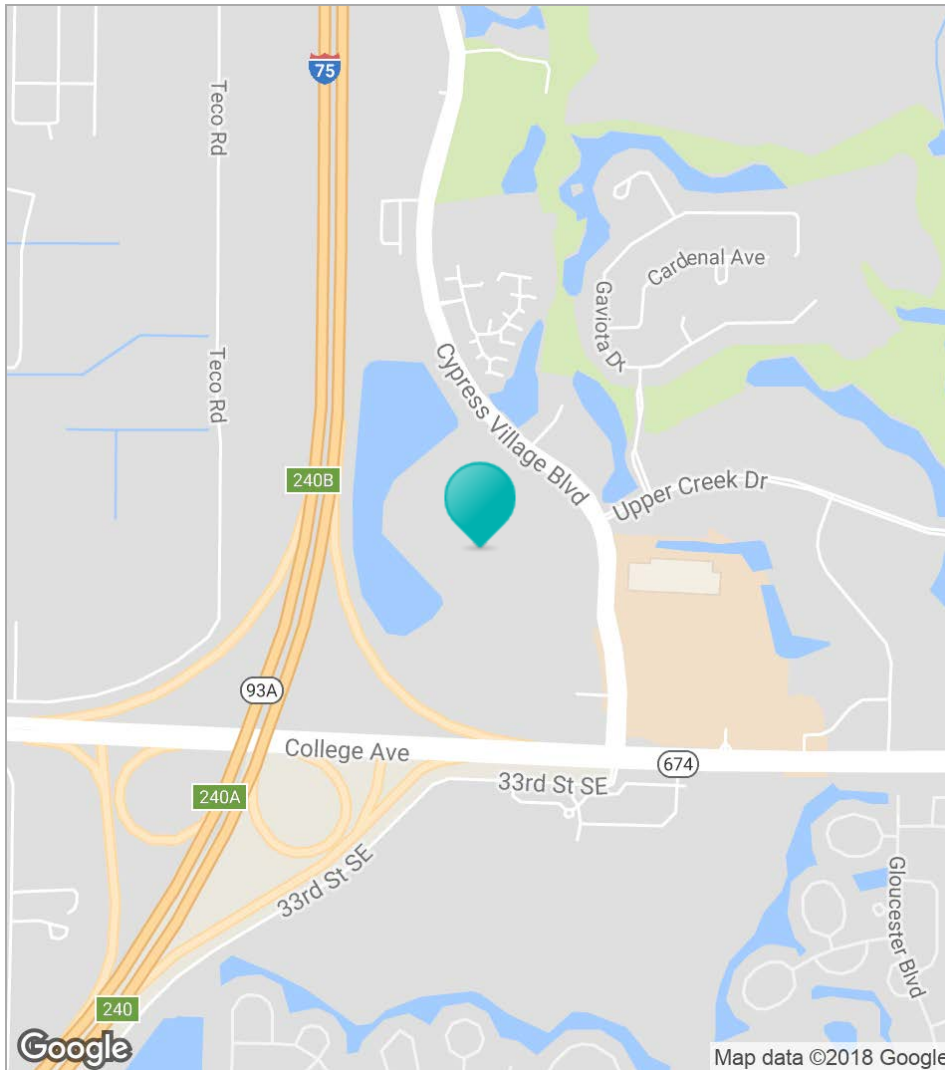 75
Teco Rd
Cardenal Ave
Gaviota Dr
Teco Rd
Cypress Village Blvd
240B
Upper Creek Dr
93A
College Ave
674
33rd St SE
240A
33rd St SE
Gloucester Blvd
240
Google
Map data ©2018 Google